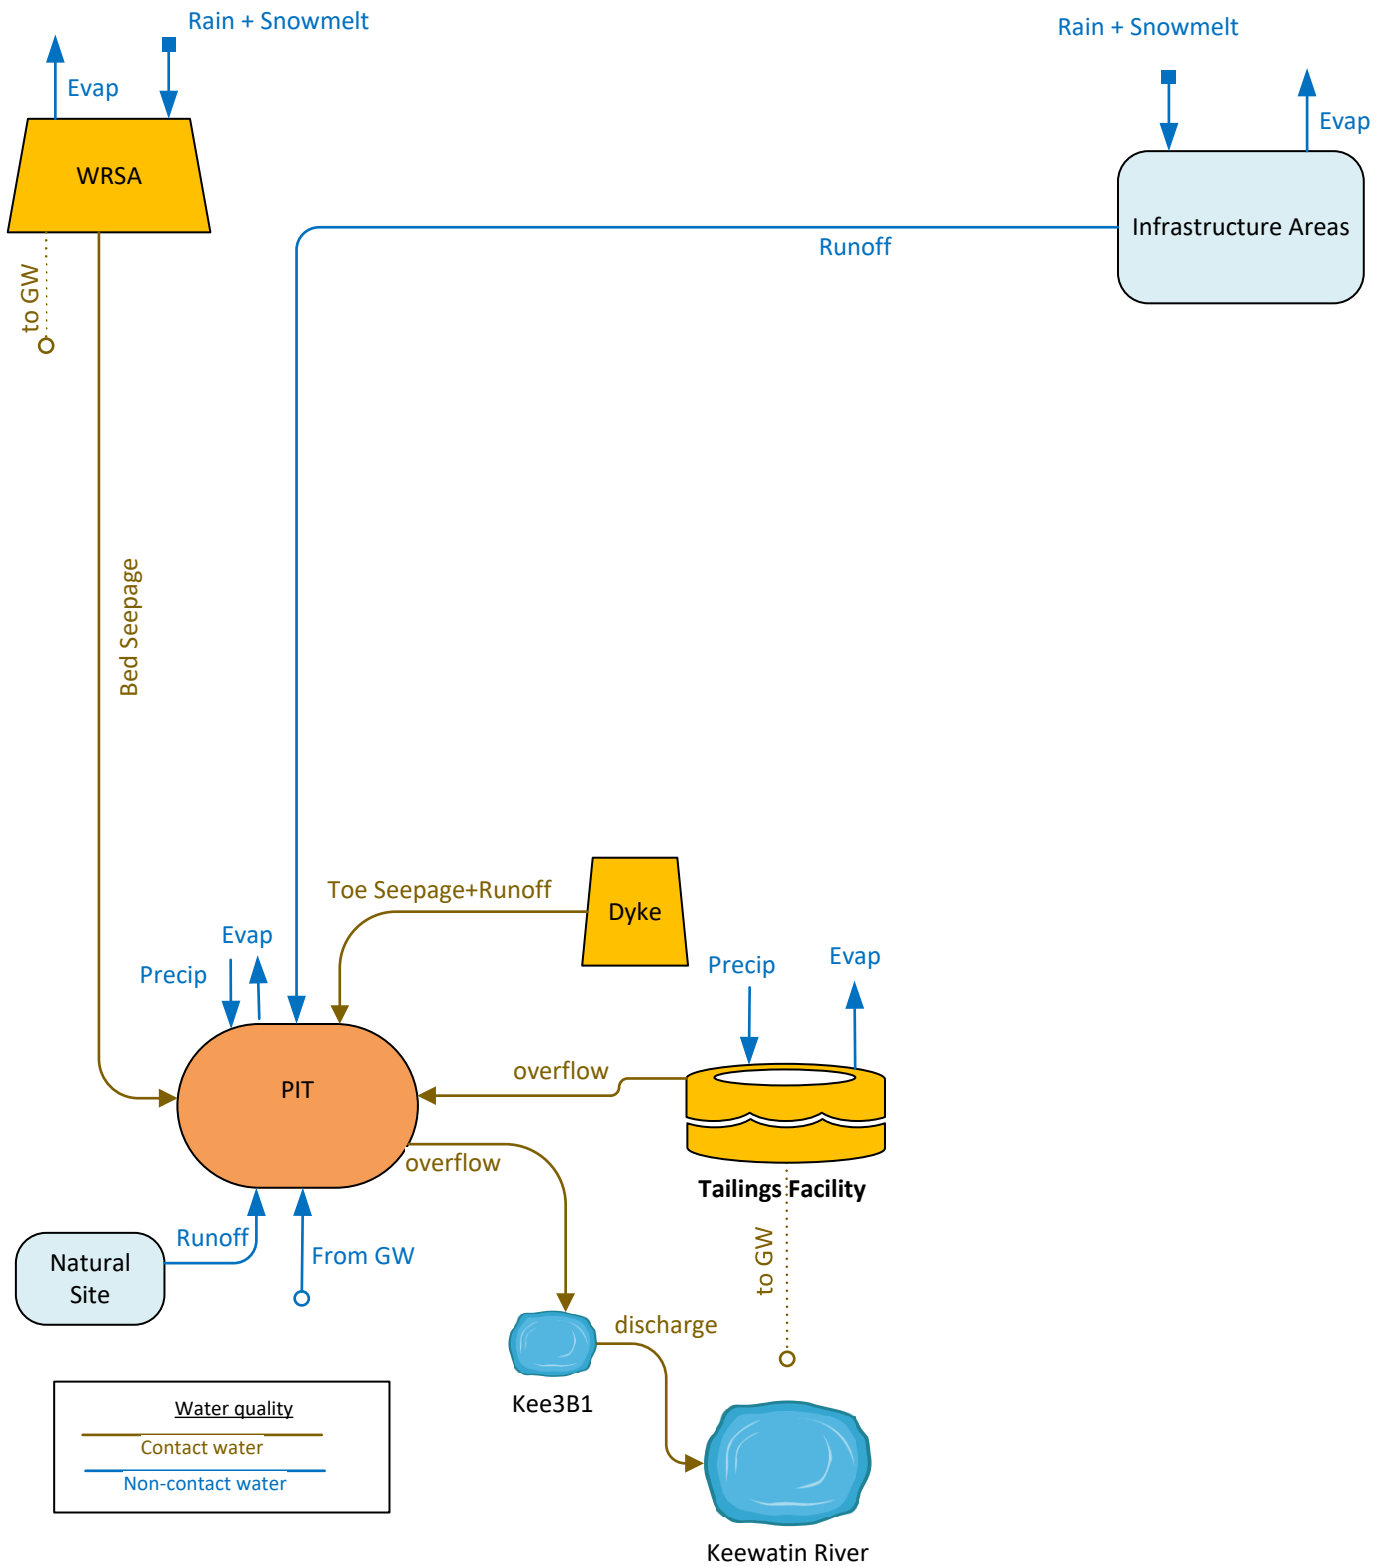 Rain + Snowmelt
Rain + Snowmelt
Evap
Evap
WRSA
Infrastructure Areas
Runoff
to GW
Bed Seepage
Toe Seepage+Runoff
Dyke
Evap
Precip
Precip
Evap
overflow
PIT
overflow
Tailings Facility
Runoff
From GW
to GW
Natural
Site
discharge
Kee3B1
Water quality
Contact water
Non-contact water
Keewatin River